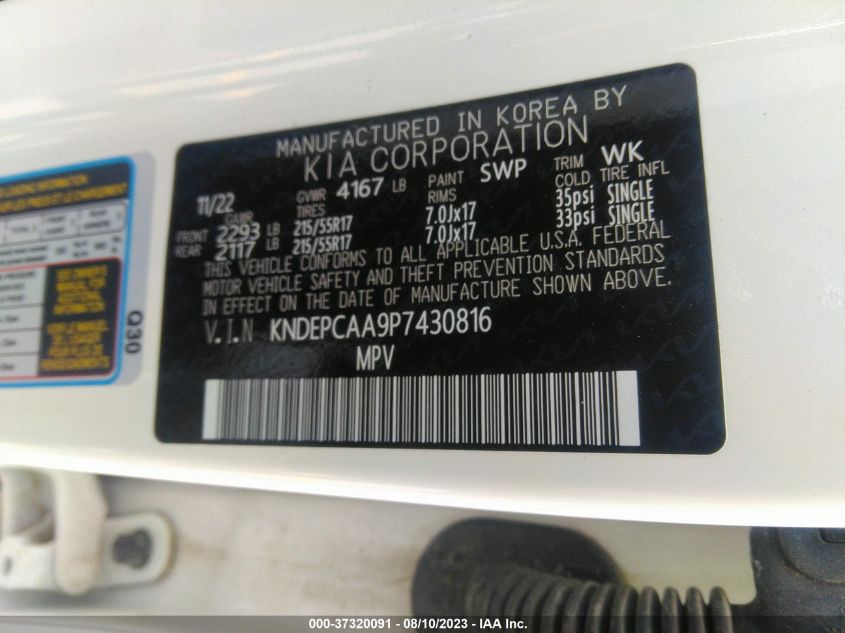 MANUFACTURED IN KOREA BY
KIA CORPORATION
11/22 GVWR 4167 LB PAINT SWP TRIM WK
GAWR TIRES RIMS COLD TIRE INFL
FRONT 2293 LB 215/55R17 7.0Jx17 35psi SINGLE
REAR 2117 LB 215/55R17 7.0Jx17 33psi SINGLE
THIS VEHICLE CONFORMS TO ALL APPLICABLE U.S.A. FEDERAL
MOTOR VEHICLE SAFETY AND THEFT PREVENTION STANDARDS
IN EFFECT ON THE DATE OF MANUFACTURE SHOWN ABOVE.
V.I.N KNDEPCAA9P7430816
MPV
Q30
000-37320091 - 08/10/2023 - IAA Inc.